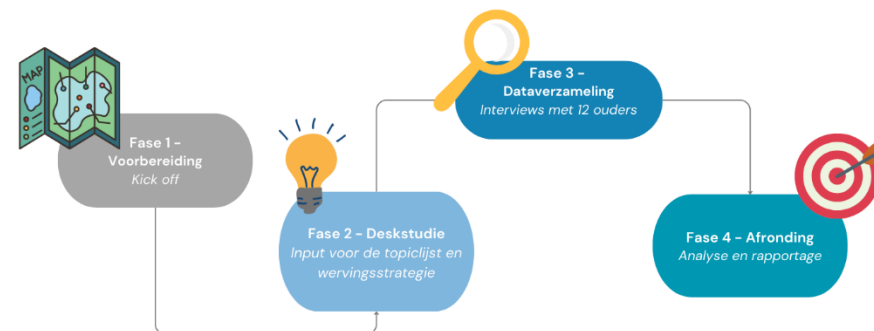 MAP
Fase 1 -
Voorbereiding
Kick off
Fase 2 - Deskstudie
Input voor de topiclijst en
wervingsstrategie
Fase 3 -
Dataverzameling
Interviews met 12 ouders
Fase 4 - Afronding
Analyse en rapportage